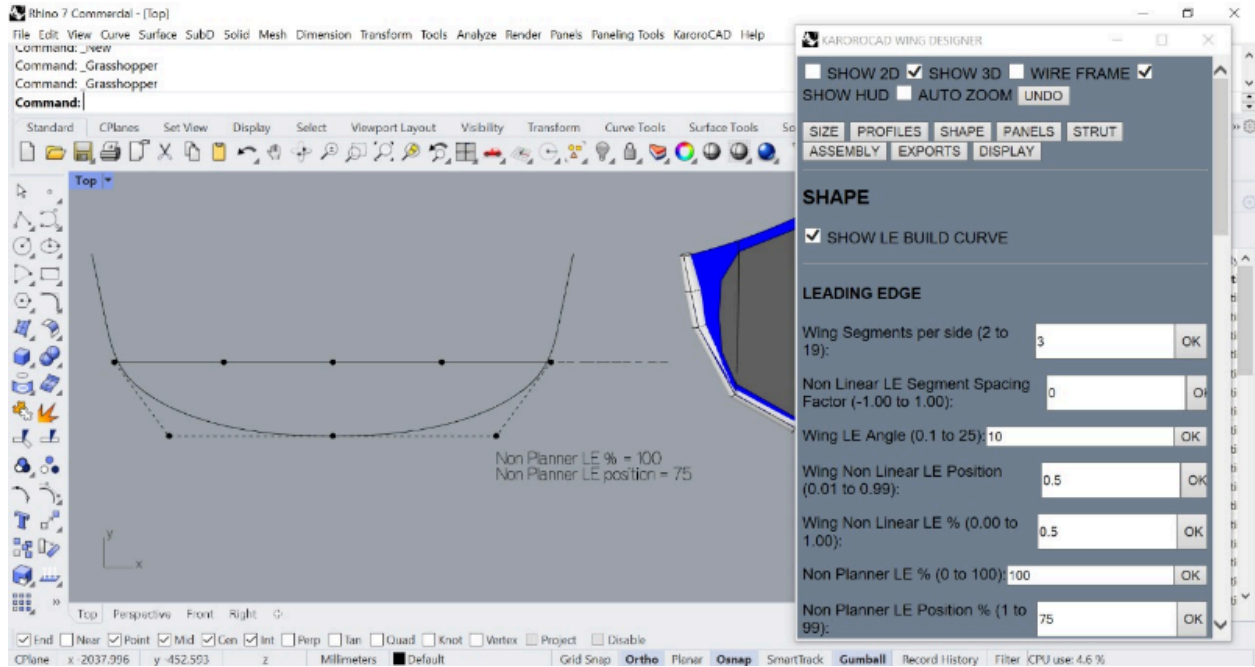 Rhino 7 Commercial - [Top]
File Edit View Curve Surface SubD Solid Mesh Dimension Transform Tools Analyze Render Panels Paneling Tools KaroroCAD Help
Command: _New
Command: _Grasshopper
Command: _Grasshopper
Command:
Standard CPlanes Set View Display Select Viewport Layout Visibility Transform Curve Tools Surface Tools So
Top
Non Planner LE % = 100
Non Planner LE position = 75
y
x
KAROROCAD WING DESIGNER
SHOW 2D SHOW 3D WIRE FRAME
SHOW HUD AUTO ZOOM UNDO
SIZE PROFILES SHAPE PANELS STRUT
ASSEMBLY EXPORTS DISPLAY
SHAPE
SHOW LE BUILD CURVE
LEADING EDGE
Wing Segments per side (2 to
19): 3 OK
Non Linear LE Segment Spacing
Factor (-1.00 to 1.00): 0 OK
Wing LE Angle (0.1 to 25): 10 OK
Wing Non Linear LE Position
(0.01 to 0.99): 0.5 OK
Wing Non Linear LE % (0.00 to
1.00): 0.5 OK
Non Planner LE % (0 to 100): 100 OK
Non Planner LE Position % (1 to
99): 75 OK
Top Perspective Front Right
End Near Point Mid Cen Int Perp Tan Quad Knot Vertex Project Disable
CPlane x -2037.996 y -452.593 z Millimeters Default Grid Snap Ortho Planar Osnap SmartTrack Gumball Record History Filter CPU use: 4.6 %